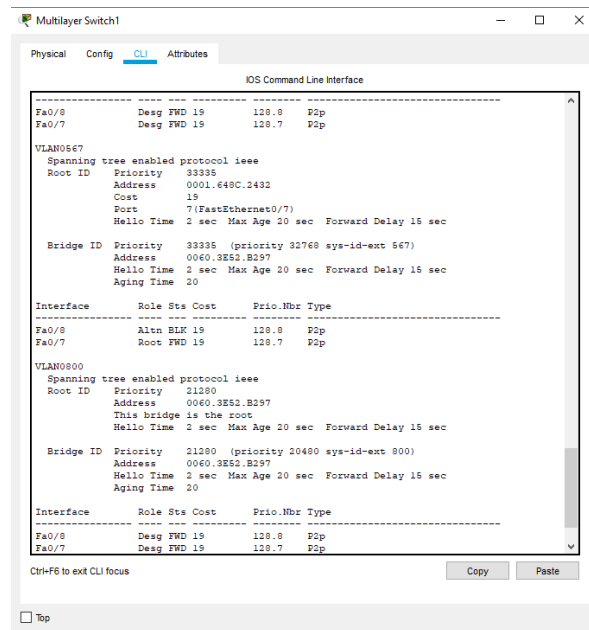 Multilayer Switch1
Physical Config CLI Attributes
IOS Command Line Interface
---------------- ---- --- --------- -------- --------------------------------
Fa0/8            Desg FWD 19        128.8    P2p
Fa0/7            Desg FWD 19        128.7    P2p
VLAN0567
  Spanning tree enabled protocol ieee
  Root ID    Priority    33335
             Address     0001.648C.2432
             Cost        19
             Port        7(FastEthernet0/7)
             Hello Time  2 sec  Max Age 20 sec  Forward Delay 15 sec
  Bridge ID  Priority    33335  (priority 32768 sys-id-ext 567)
             Address     0060.3E52.B297
             Hello Time  2 sec  Max Age 20 sec  Forward Delay 15 sec
             Aging Time  20
Interface        Role Sts Cost      Prio.Nbr Type
---------------- ---- --- --------- -------- --------------------------------
Fa0/8            Altn BLK 19        128.8    P2p
Fa0/7            Root FWD 19        128.7    P2p
VLAN0800
  Spanning tree enabled protocol ieee
  Root ID    Priority    21280
             Address     0060.3E52.B297
             This bridge is the root
             Hello Time  2 sec  Max Age 20 sec  Forward Delay 15 sec
  Bridge ID  Priority    21280  (priority 20480 sys-id-ext 800)
             Address     0060.3E52.B297
             Hello Time  2 sec  Max Age 20 sec  Forward Delay 15 sec
             Aging Time  20
Interface        Role Sts Cost      Prio.Nbr Type
---------------- ---- --- --------- -------- --------------------------------
Fa0/8            Desg FWD 19        128.8    P2p
Fa0/7            Desg FWD 19        128.7    P2p
Ctrl+F6 to exit CLI focus
Copy Paste
Top